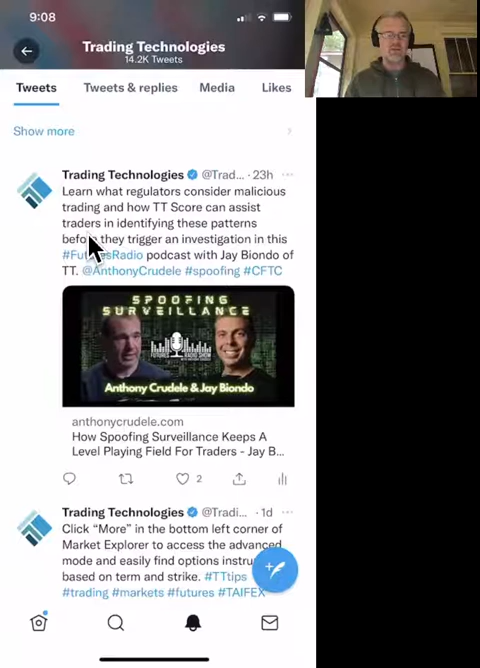 9:08
Trading Technologies
14.2K Tweets
Tweets
Tweets & replies
Media
Likes
Show more
Trading Technologies @Trad... · 23h
Learn what regulators consider malicious
trading and how TT Score can assist
traders in identifying these patterns
before they trigger an investigation in this
#FuturesRadio podcast with Jay Biondo of
TT. @AnthonyCrudele #spoofing #CFTC
SPOOFING
SURVEILLANCE
FUTURES RADIO SHOW
Anthony Crudele & Jay Biondo
anthonycrudele.com
How Spoofing Surveillance Keeps A
Level Playing Field For Traders - Jay B...
2
Trading Technologies @Tradi... · 1d
Click “More” in the bottom left corner of
Market Explorer to access the advanced
mode and easily find options instru
based on term and strike. #TTtips
#trading #markets #futures #TAIFEX